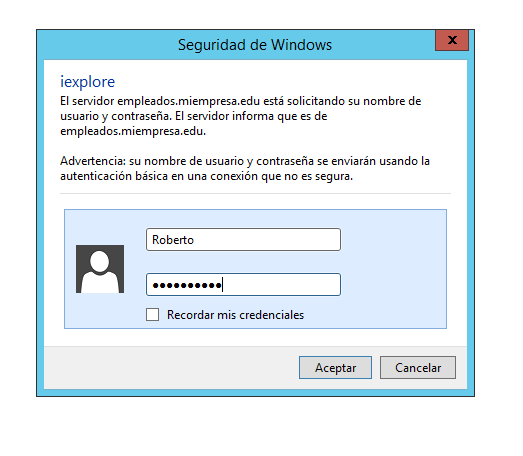 Seguridad de Windows
x
iexplore
El servidor empleados.miempresa.edu está solicitando su nombre de
usuario y contraseña. El servidor informa que es de
empleados.miempresa.edu.
Advertencia: su nombre de usuario y contraseña se enviarán usando la
autenticación básica en una conexión que no es segura.
Roberto
●●●●●●●●●●
Recordar mis credenciales
Aceptar
Cancelar